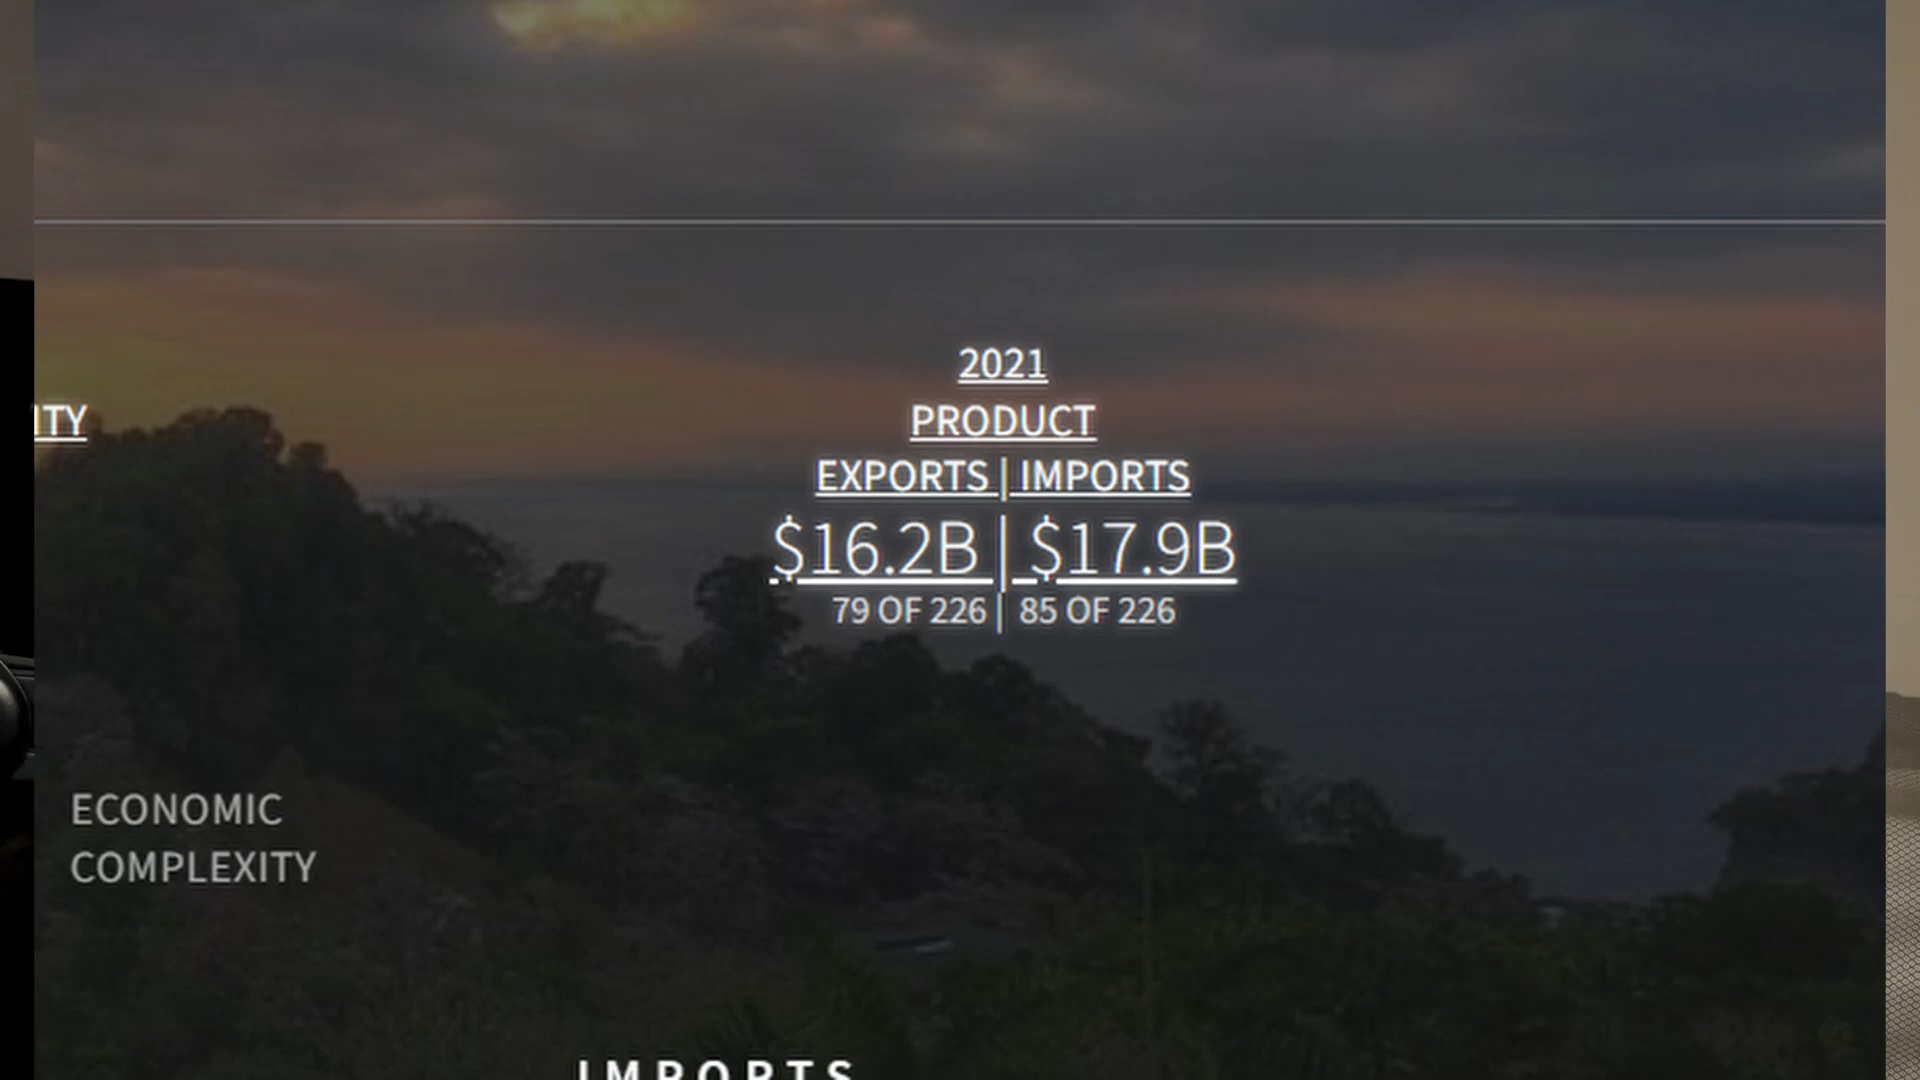 2021
ITY
PRODUCT
EXPORTS | IMPORTS
$16.2B | $17.9B
79 OF 226 | 85 OF 226
ECONOMIC
COMPLEXITY
IMPORTS